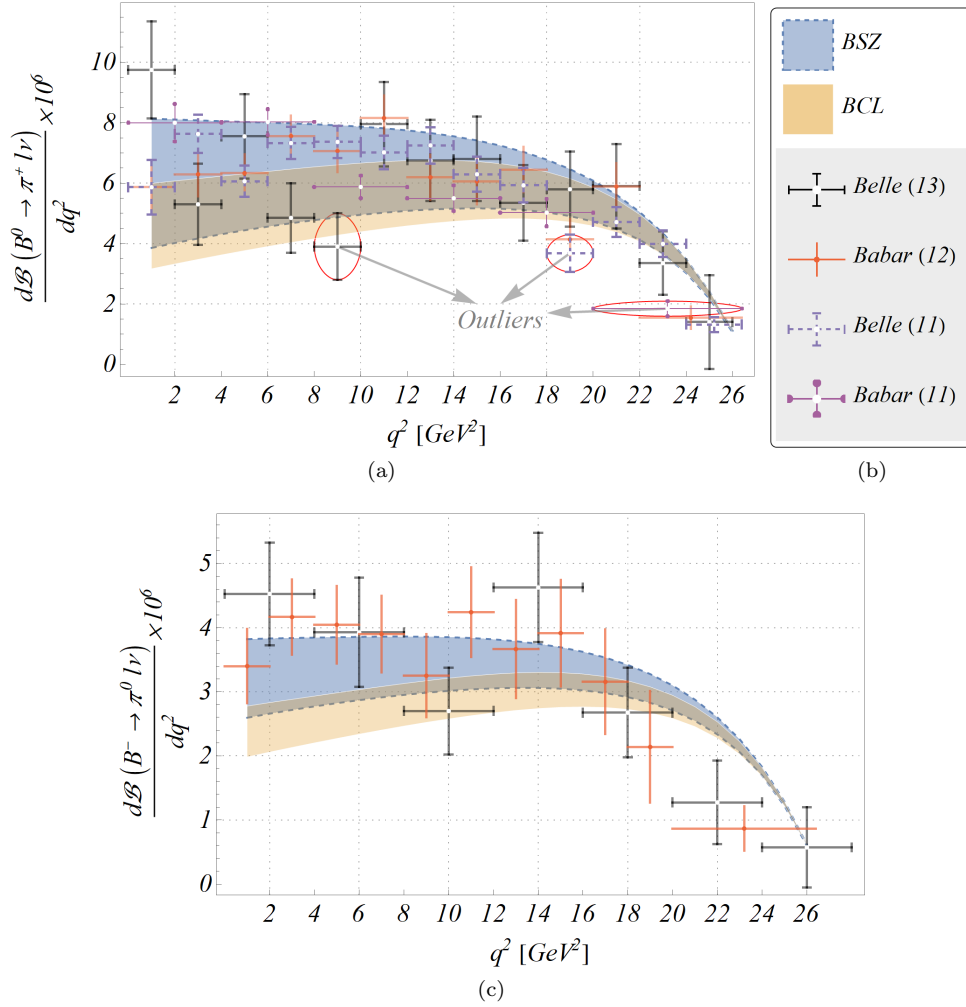 dℬ (B⁰ → π⁺ lν)
dq²
×10⁶
10
8
6
4
2
0
Outliers
2 4 6 8 10 12 14 16 18 20 22 24 26
q² [GeV²]
(a)
BSZ
BCL
Belle (13)
Babar (12)
Belle (11)
Babar (11)
(b)
dℬ (B⁻ → π⁰ lν)
dq²
×10⁶
5
4
3
2
1
0
2 4 6 8 10 12 14 16 18 20 22 24 26
q² [GeV²]
(c)